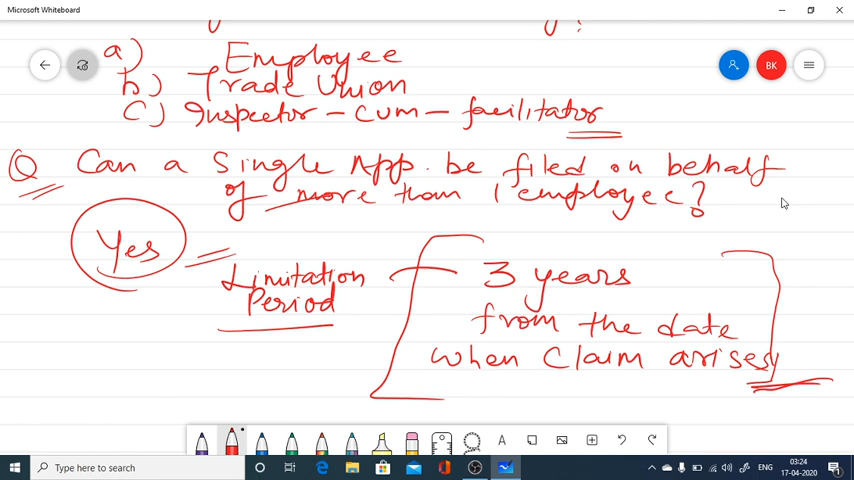 Microsoft Whiteboard
a) Employee
b) Trade Union
c) Inspector - cum - facilitator
BK
Q Can a Single App. be filed on behalf
of more than 1 employee?
Yes
Limitation
Period
3 years
from the date
when Claim arises
Type here to search
ENG
03:24
17-04-2020